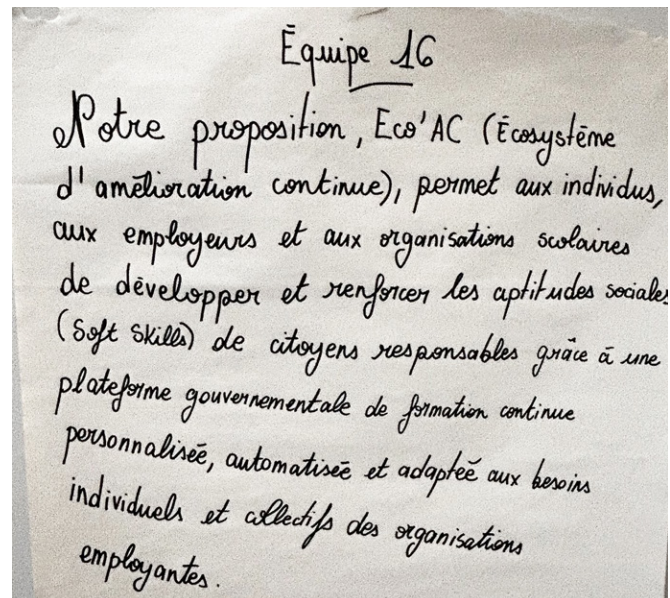 Équipe 16
Notre proposition, Eco'AC (Écosystème
d'amélioration continue), permet aux individus,
aux employeurs et aux organisations scolaires
de développer et renforcer les aptitudes sociales
(Soft Skills) de citoyens responsables grâce à une
plateforme gouvernementale de formation continue
personnalisée, automatisée et adaptée aux besoins
individuels et collectifs des organisations
employantes.